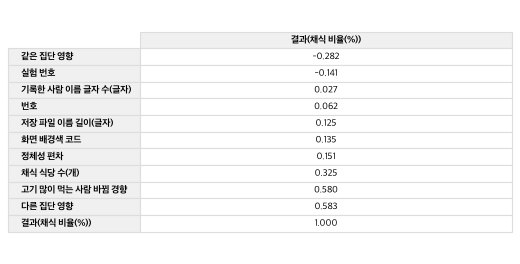 결과(채식 비율(%))
같은 집단 영향 -0.282
실험 번호 -0.141
기록한 사람 이름 글자 수(글자) 0.027
번호 0.062
저장 파일 이름 길이(글자) 0.125
화면 배경색 코드 0.135
정체성 편차 0.151
채식 식당 수(개) 0.325
고기 많이 먹는 사람 바뀜 경향 0.580
다른 집단 영향 0.583
결과(채식 비율(%)) 1.000